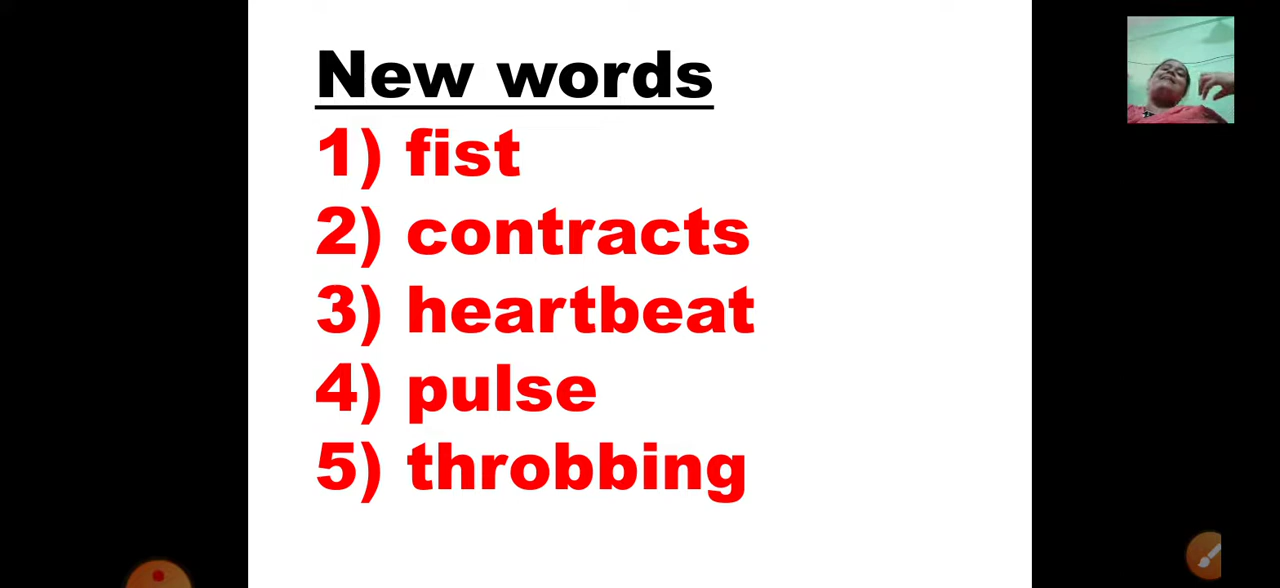 New words
1) fist
2) contracts
3) heartbeat
4) pulse
5) throbbing